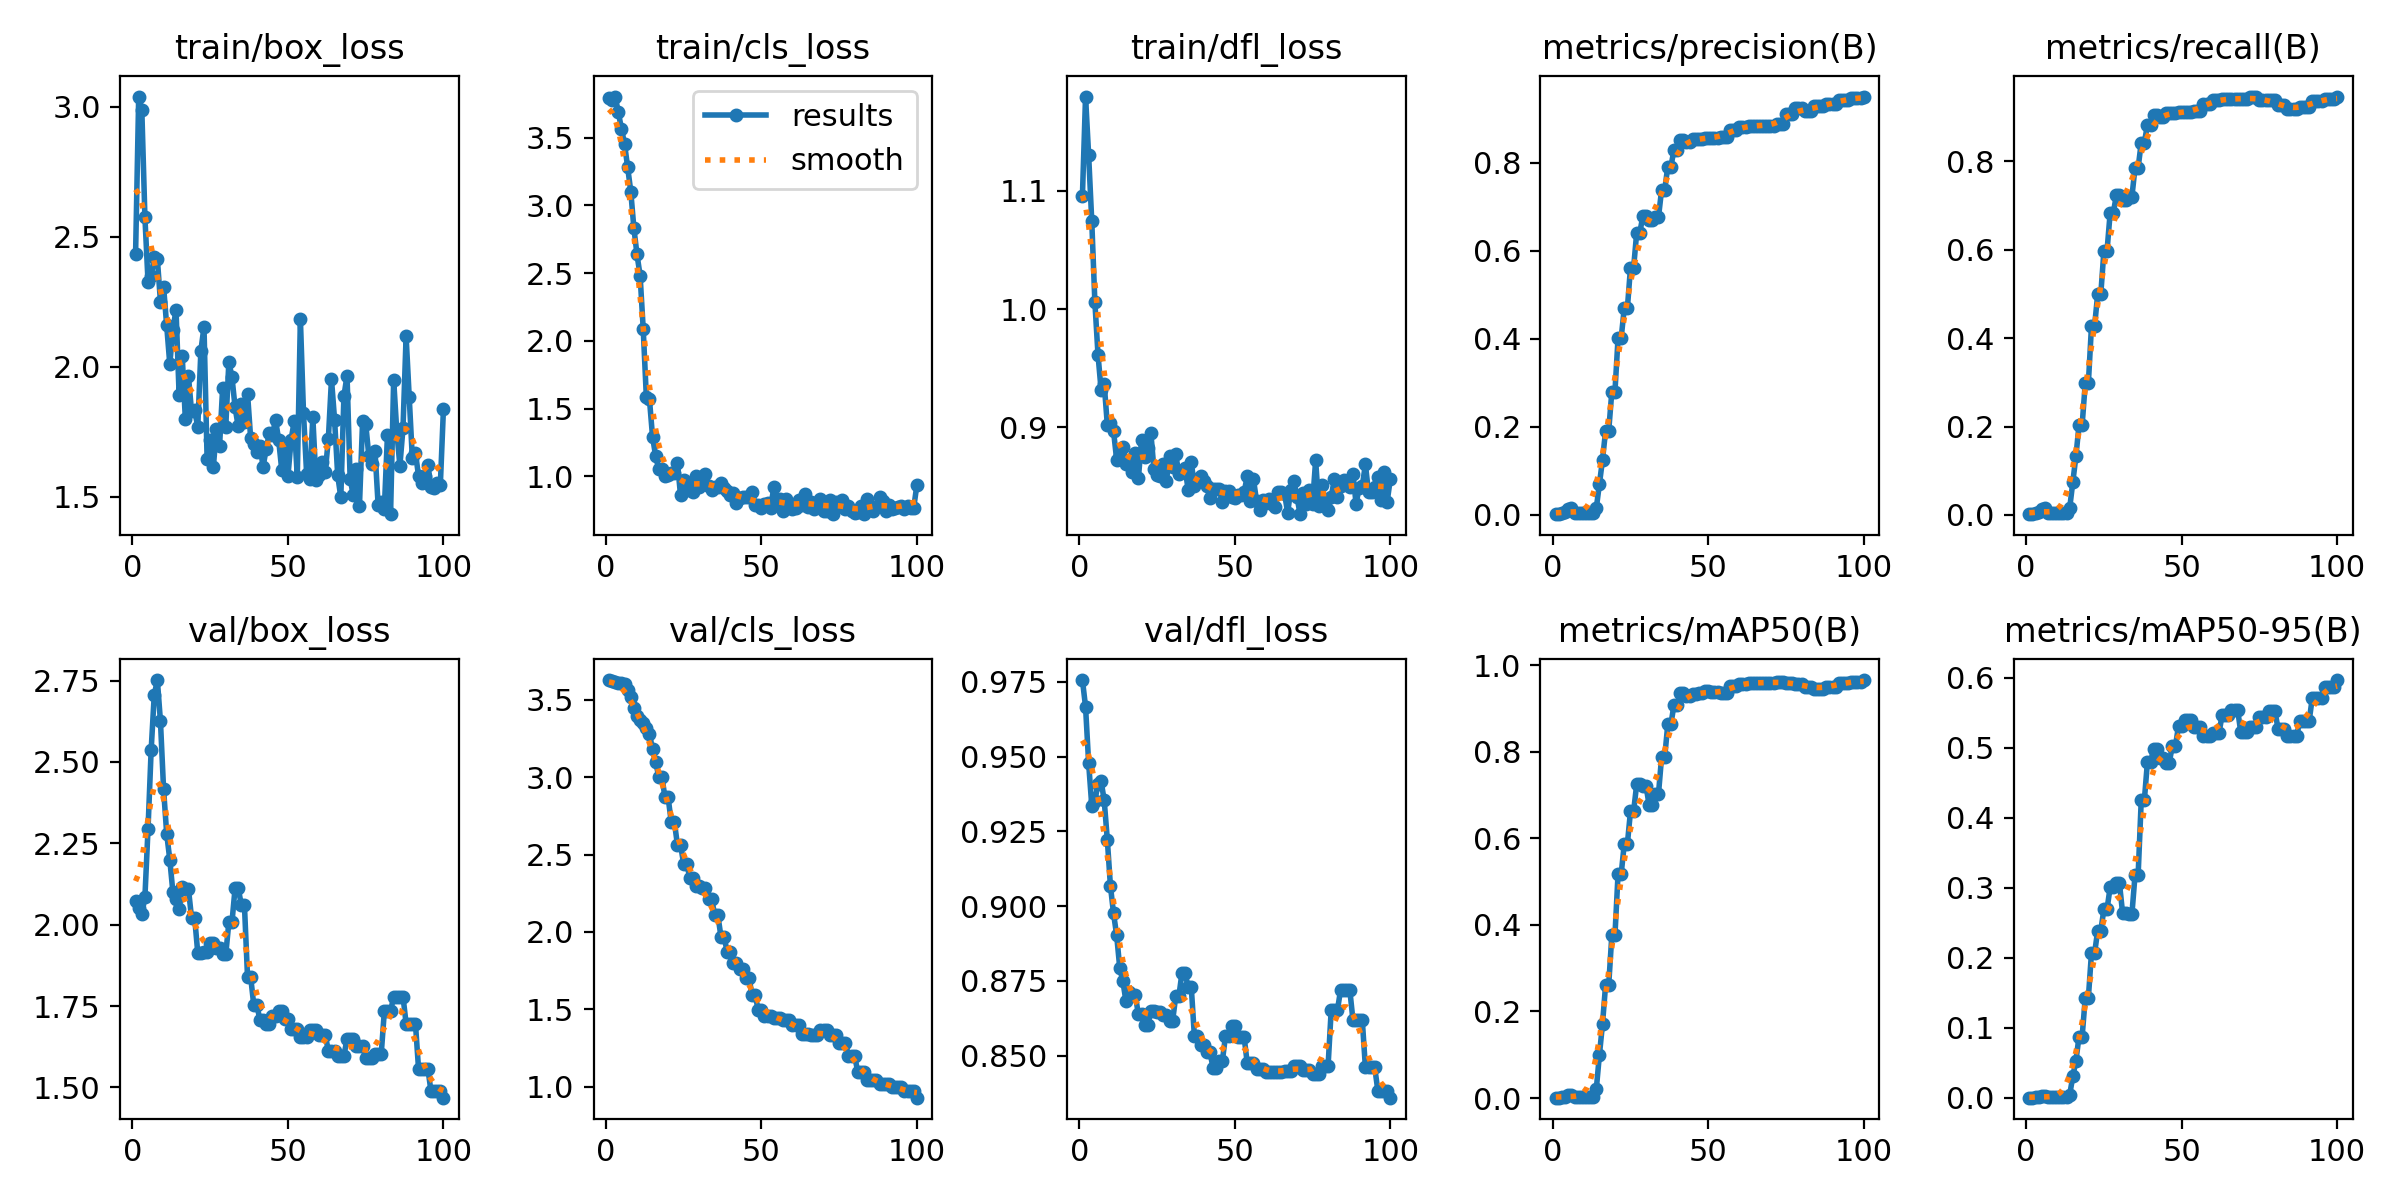 train/box_loss
3.0
2.5
2.0
1.5
0 50 100
train/cls_loss
results
smooth
3.5
3.0
2.5
2.0
1.5
1.0
0 50 100
train/dfl_loss
1.1
1.0
0.9
0 50 100
metrics/precision(B)
0.8
0.6
0.4
0.2
0.0
0 50 100
metrics/recall(B)
0.8
0.6
0.4
0.2
0.0
0 50 100
val/box_loss
2.75
2.50
2.25
2.00
1.75
1.50
0 50 100
val/cls_loss
3.5
3.0
2.5
2.0
1.5
1.0
0 50 100
val/dfl_loss
0.975
0.950
0.925
0.900
0.875
0.850
0 50 100
metrics/mAP50(B)
1.0
0.8
0.6
0.4
0.2
0.0
0 50 100
metrics/mAP50-95(B)
0.6
0.5
0.4
0.3
0.2
0.1
0.0
0 50 100